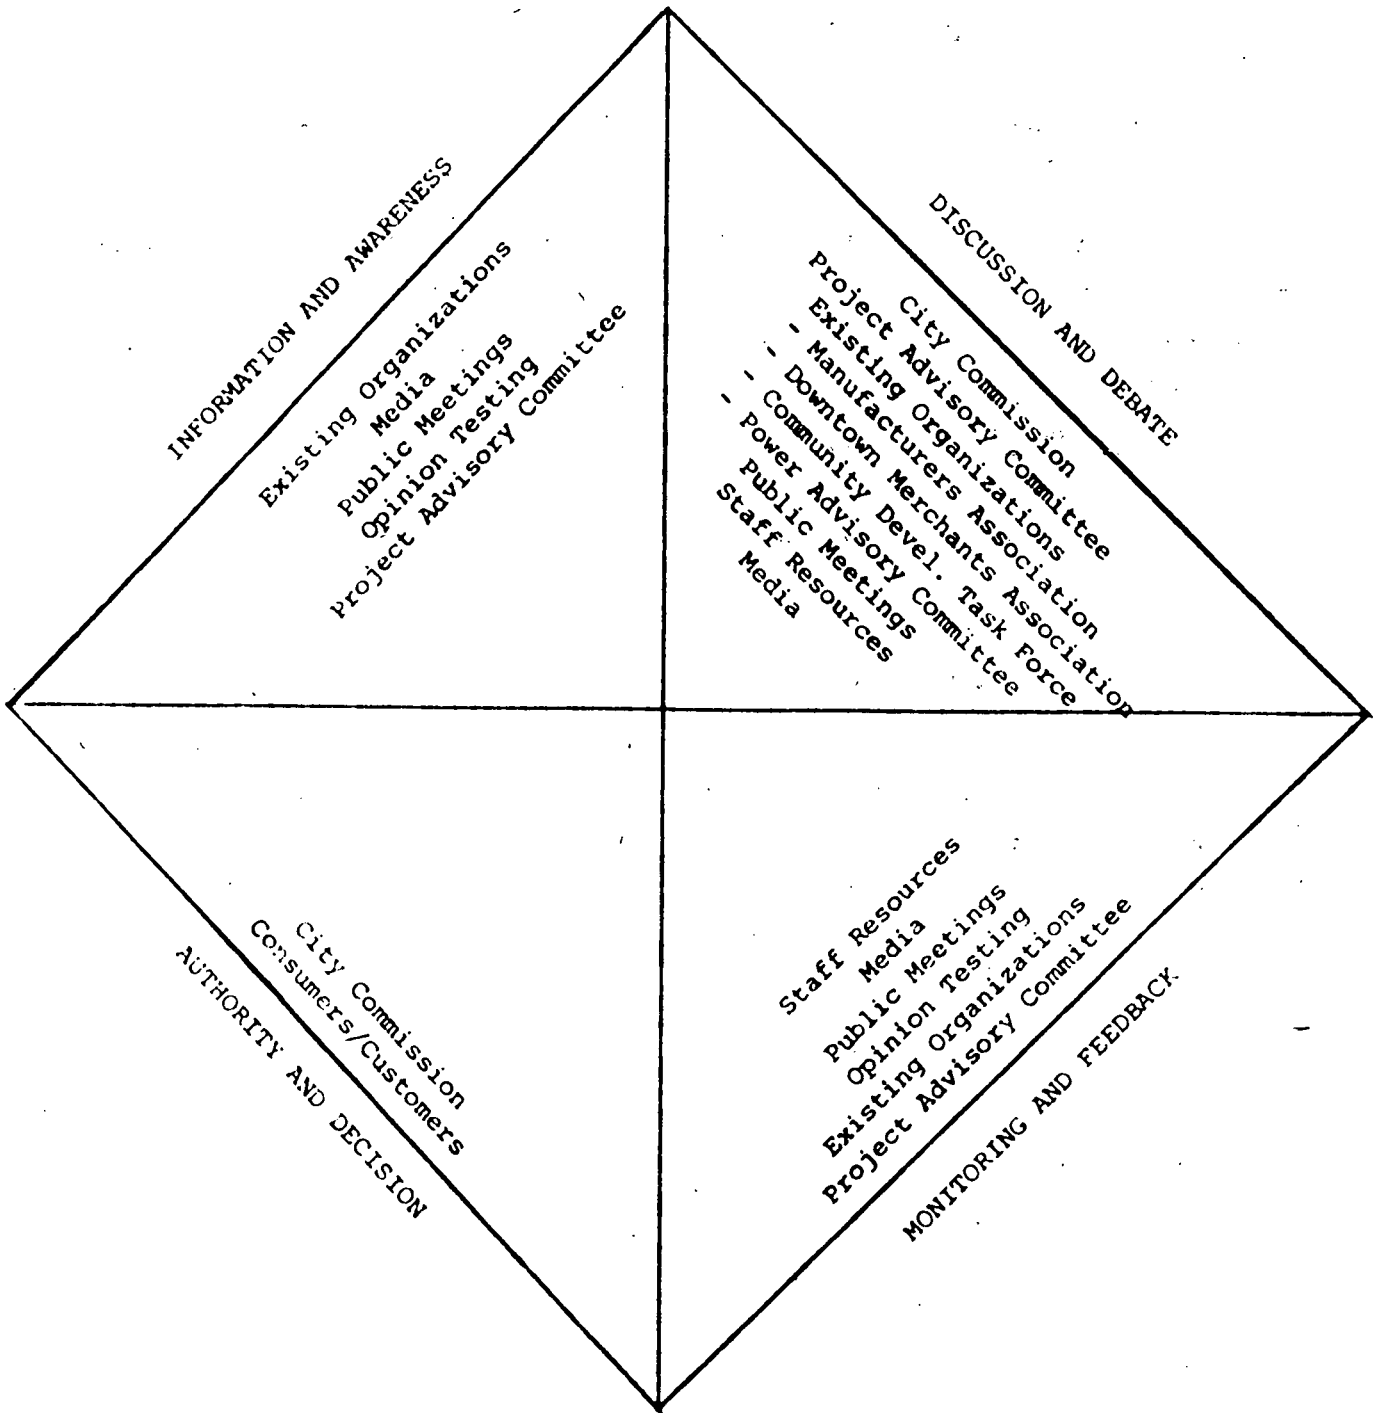 INFORMATION AND AWARENESS
Existing Organizations
Media
Public Meetings
Opinion Testing
Project Advisory Committee
DISCUSSION AND DEBATE
City Commission
Project Advisory Committee
Existing Organizations
- Manufacturers Association
- Downtown Merchants Association
- Community Devel. Task Force
- Power Advisory Committee
Public Meetings
Staff Resources
Media
AUTHORITY AND DECISION
City Commission
Consumers/Customers
MONITORING AND FEEDBACK
Staff Resources
Media
Public Meetings
Opinion Testing
Existing Organizations
Project Advisory Committee